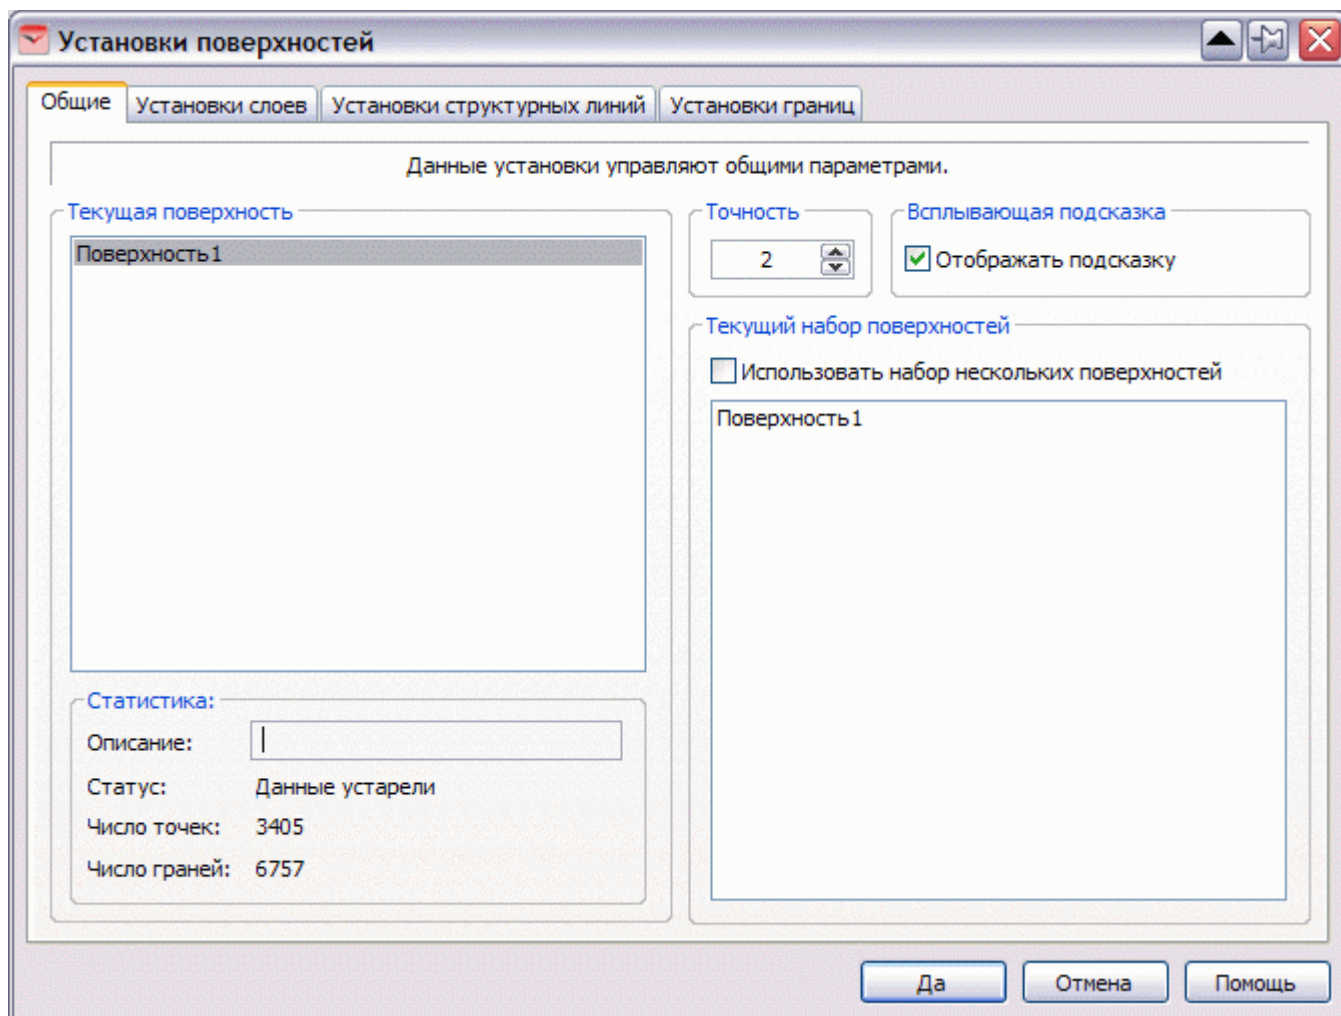 Установки поверхностей
Общие
Установки слоев
Установки структурных линий
Установки границ
Данные установки управляют общими параметрами.
Текущая поверхность
Поверхность1
Статистика:
Описание:
Статус: Данные устарели
Число точек: 3405
Число граней: 6757
Точность
2
Всплывающая подсказка
Отображать подсказку
Текущий набор поверхностей
Использовать набор нескольких поверхностей
Поверхность1
Да
Отмена
Помощь